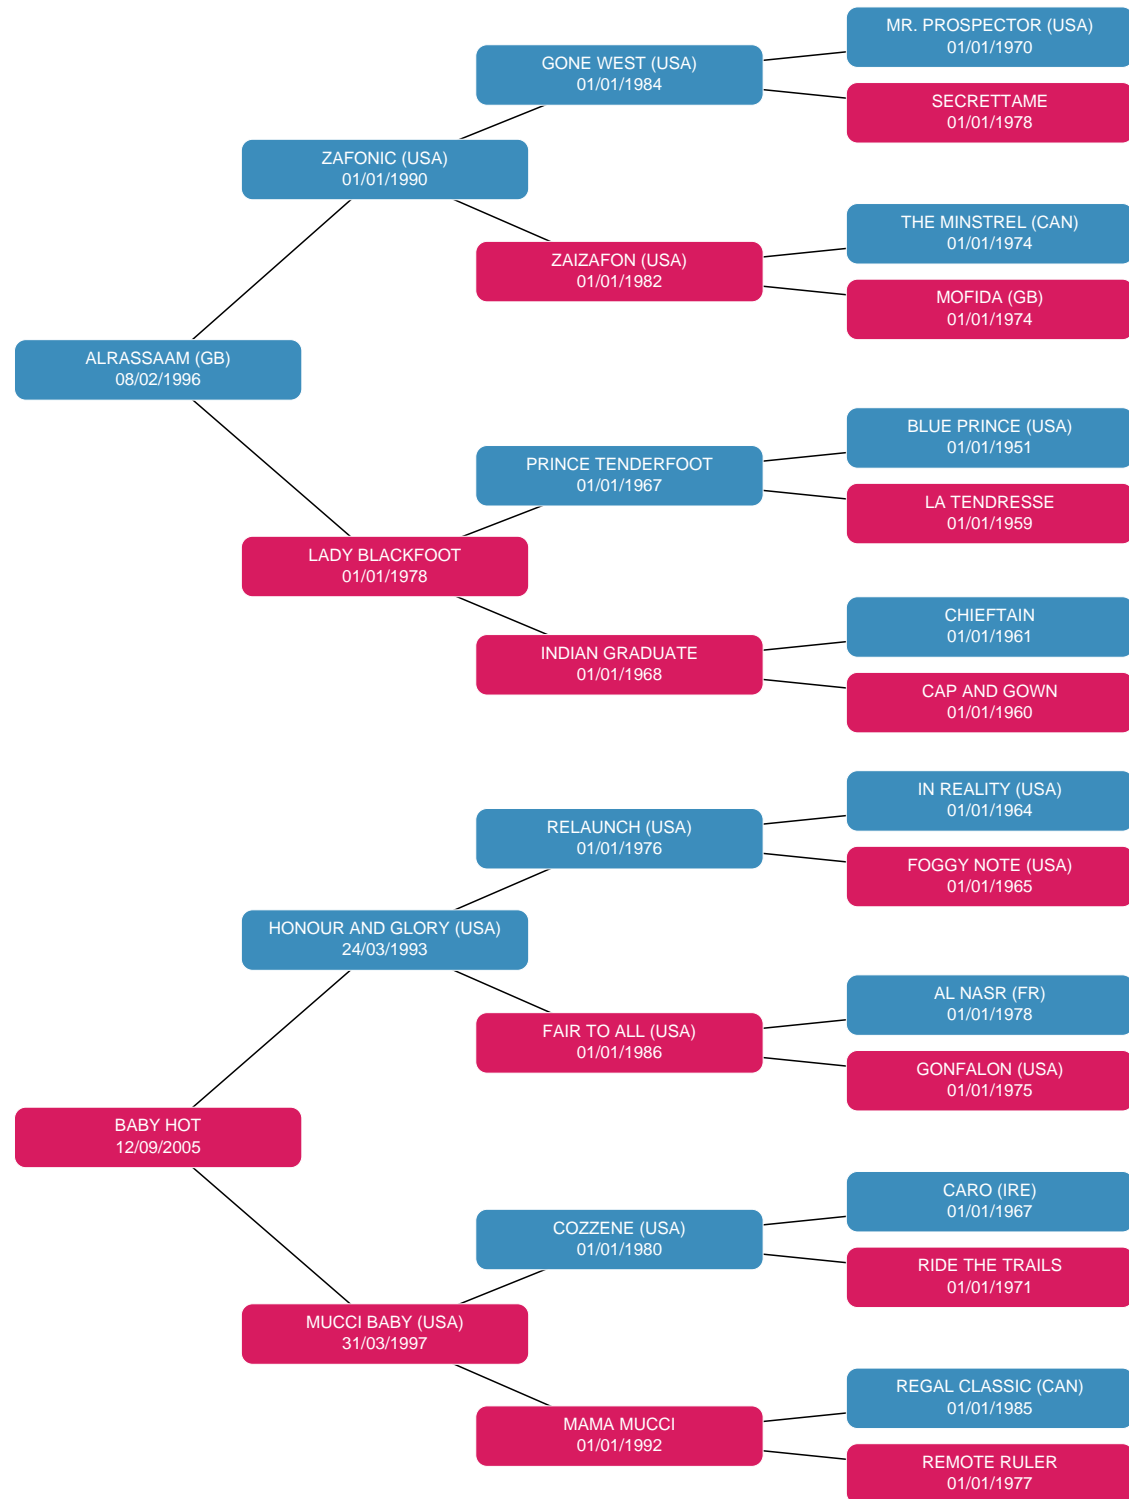 MR. PROSPECTOR (USA)
01/01/1970
GONE WEST (USA)
01/01/1984
SECRETTAME
01/01/1978
ZAFONIC (USA)
01/01/1990
THE MINSTREL (CAN)
01/01/1974
ZAIZAFON (USA)
01/01/1982
MOFIDA (GB)
01/01/1974
ALRASSAAM (GB)
08/02/1996
BLUE PRINCE (USA)
01/01/1951
PRINCE TENDERFOOT
01/01/1967
LA TENDRESSE
01/01/1959
LADY BLACKFOOT
01/01/1978
CHIEFTAIN
01/01/1961
INDIAN GRADUATE
01/01/1968
CAP AND GOWN
01/01/1960
IN REALITY (USA)
01/01/1964
RELAUNCH (USA)
01/01/1976
FOGGY NOTE (USA)
01/01/1965
HONOUR AND GLORY (USA)
24/03/1993
AL NASR (FR)
01/01/1978
FAIR TO ALL (USA)
01/01/1986
GONFALON (USA)
01/01/1975
BABY HOT
12/09/2005
CARO (IRE)
01/01/1967
COZZENE (USA)
01/01/1980
RIDE THE TRAILS
01/01/1971
MUCCI BABY (USA)
31/03/1997
REGAL CLASSIC (CAN)
01/01/1985
MAMA MUCCI
01/01/1992
REMOTE RULER
01/01/1977